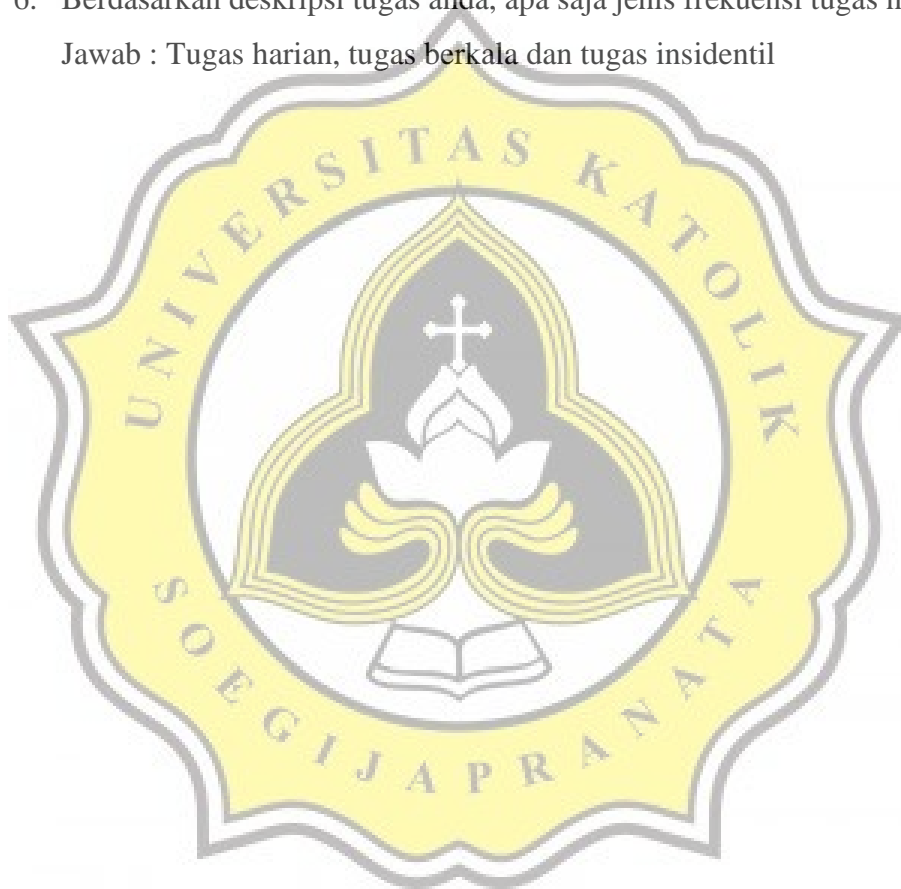 6. Berdasarkan deskripsi tugas anda, apa saja jenis frekuensi tugas
Jawab : Tugas harian, tugas berkala dan tugas insidentil
UNIVERSITAS KATOLIK
SOEGIJAPRANATA